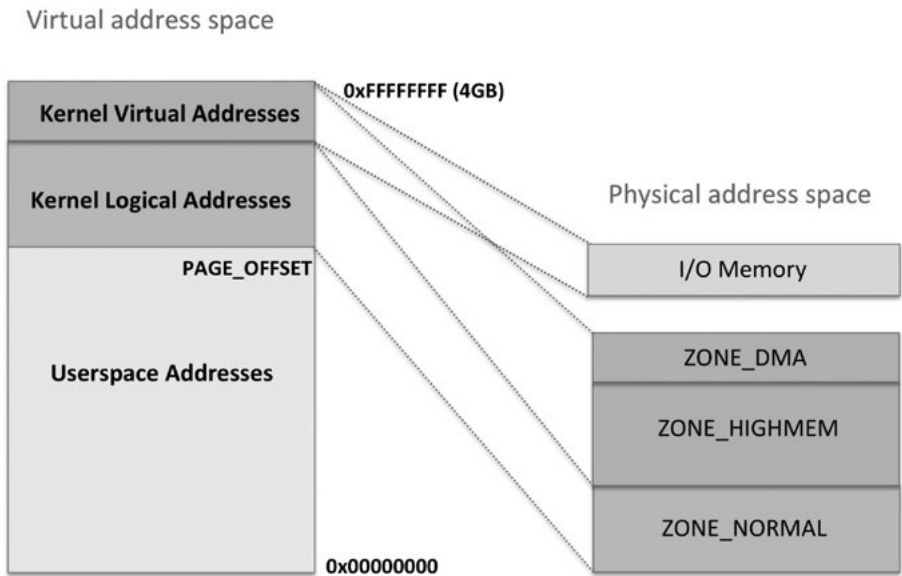 Virtual address space
0xFFFFFFFF (4GB)
Kernel Virtual Addresses
Kernel Logical Addresses
PAGE_OFFSET
Userspace Addresses
0x00000000
Physical address space
I/O Memory
ZONE_DMA
ZONE_HIGHMEM
ZONE_NORMAL